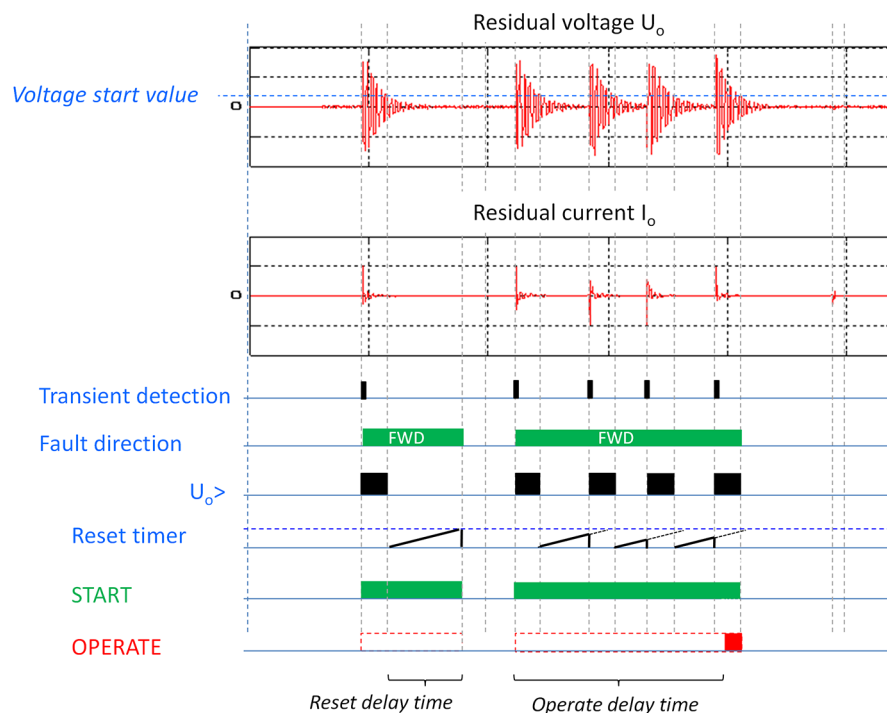 Residual voltage Uₒ
Voltage start value
0
Residual current Iₒ
0
Transient detection
Fault direction
FWD
FWD
Uₒ>
Reset timer
START
OPERATE
Reset delay time
Operate delay time